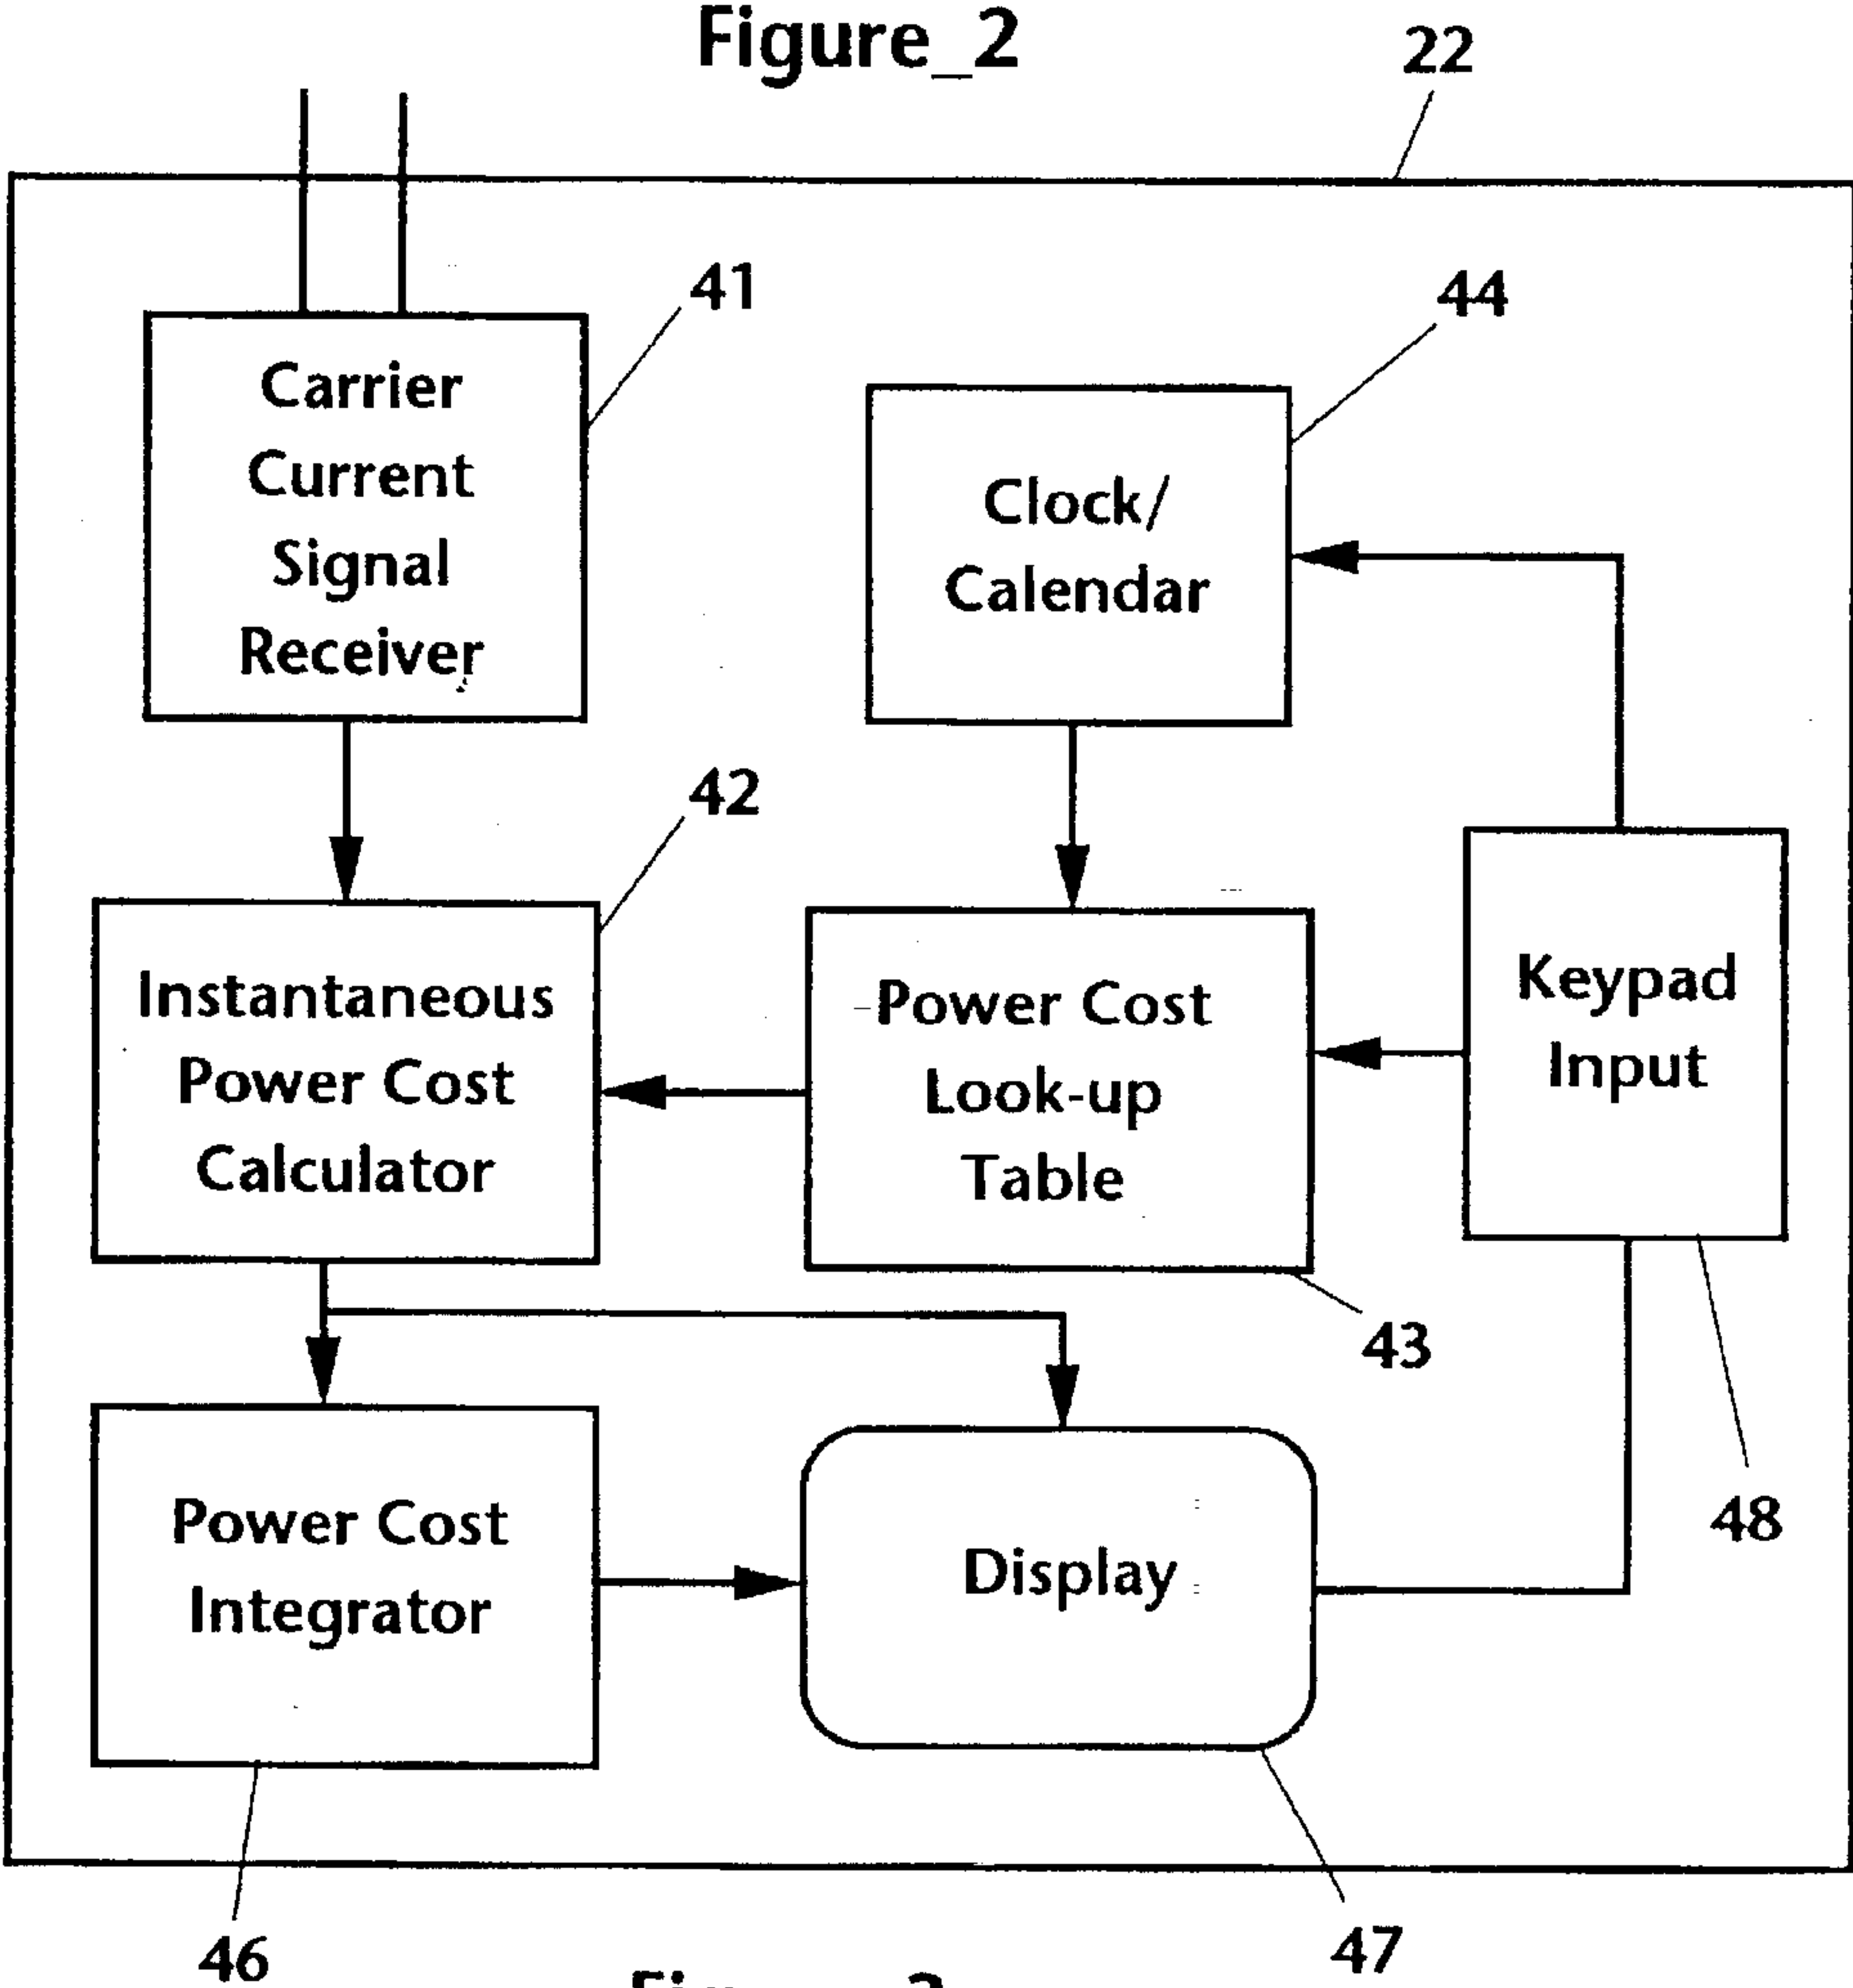 Figure_2
22
41
44
Carrier
Current
Signal
Receiver
Clock/
Calendar
42
Instantaneous
Power Cost
Calculator
Power Cost
Look-up
Table
Keypad
Input
43
48
Power Cost
Integrator
Display
46
47